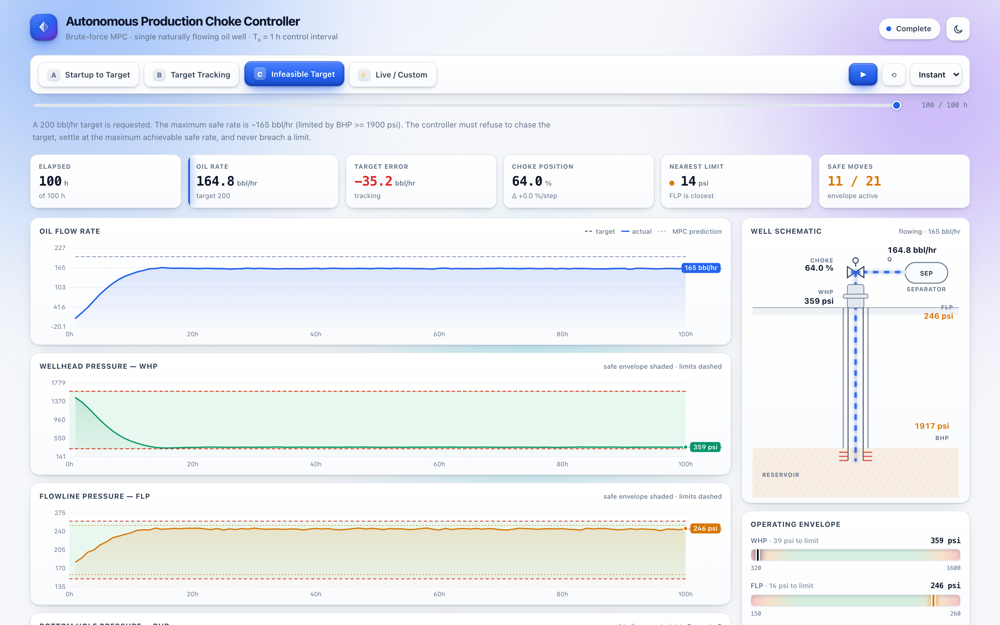 Autonomous Production Choke Controller
Brute-force MPC · single naturally flowing oil well · Ts = 1 h control interval
Complete
A Startup to Target
B Target Tracking
C Infeasible Target
Live / Custom
Instant
100 / 100 h
A 200 bbl/hr target is requested. The maximum safe rate is ~165 bbl/hr (limited by BHP >= 1900 psi). The controller must refuse to chase the
target, settle at the maximum achievable safe rate, and never breach a limit.
ELAPSED
100 h
of 100 h
OIL RATE
164.8 bbl/hr
target 200
TARGET ERROR
−35.2 bbl/hr
tracking
CHOKE POSITION
64.0 %
Δ +0.0 %/step
NEAREST LIMIT
14 psi
FLP is closest
SAFE MOVES
11 / 21
envelope active
OIL FLOW RATE
target actual MPC prediction
227
165
103
41.6
-20.1
165 bbl/hr
0h 20h 40h 60h 80h 100h
WELLHEAD PRESSURE — WHP
safe envelope shaded · limits dashed
1779
1370
960
550
141
359 psi
0h 20h 40h 60h 80h 100h
FLOWLINE PRESSURE — FLP
safe envelope shaded · limits dashed
275
240
205
170
135
246 psi
0h 20h 40h 60h 80h 100h
WELL SCHEMATIC
flowing · 165 bbl/hr
164.8 bbl/hr
Q
CHOKE
64.0 %
SEP
SEPARATOR
WHP
359 psi
FLP
246 psi
1917 psi
BHP
RESERVOIR
OPERATING ENVELOPE
WHP · 39 psi to limit 359 psi
320 1600
FLP · 14 psi to limit 246 psi
150 260